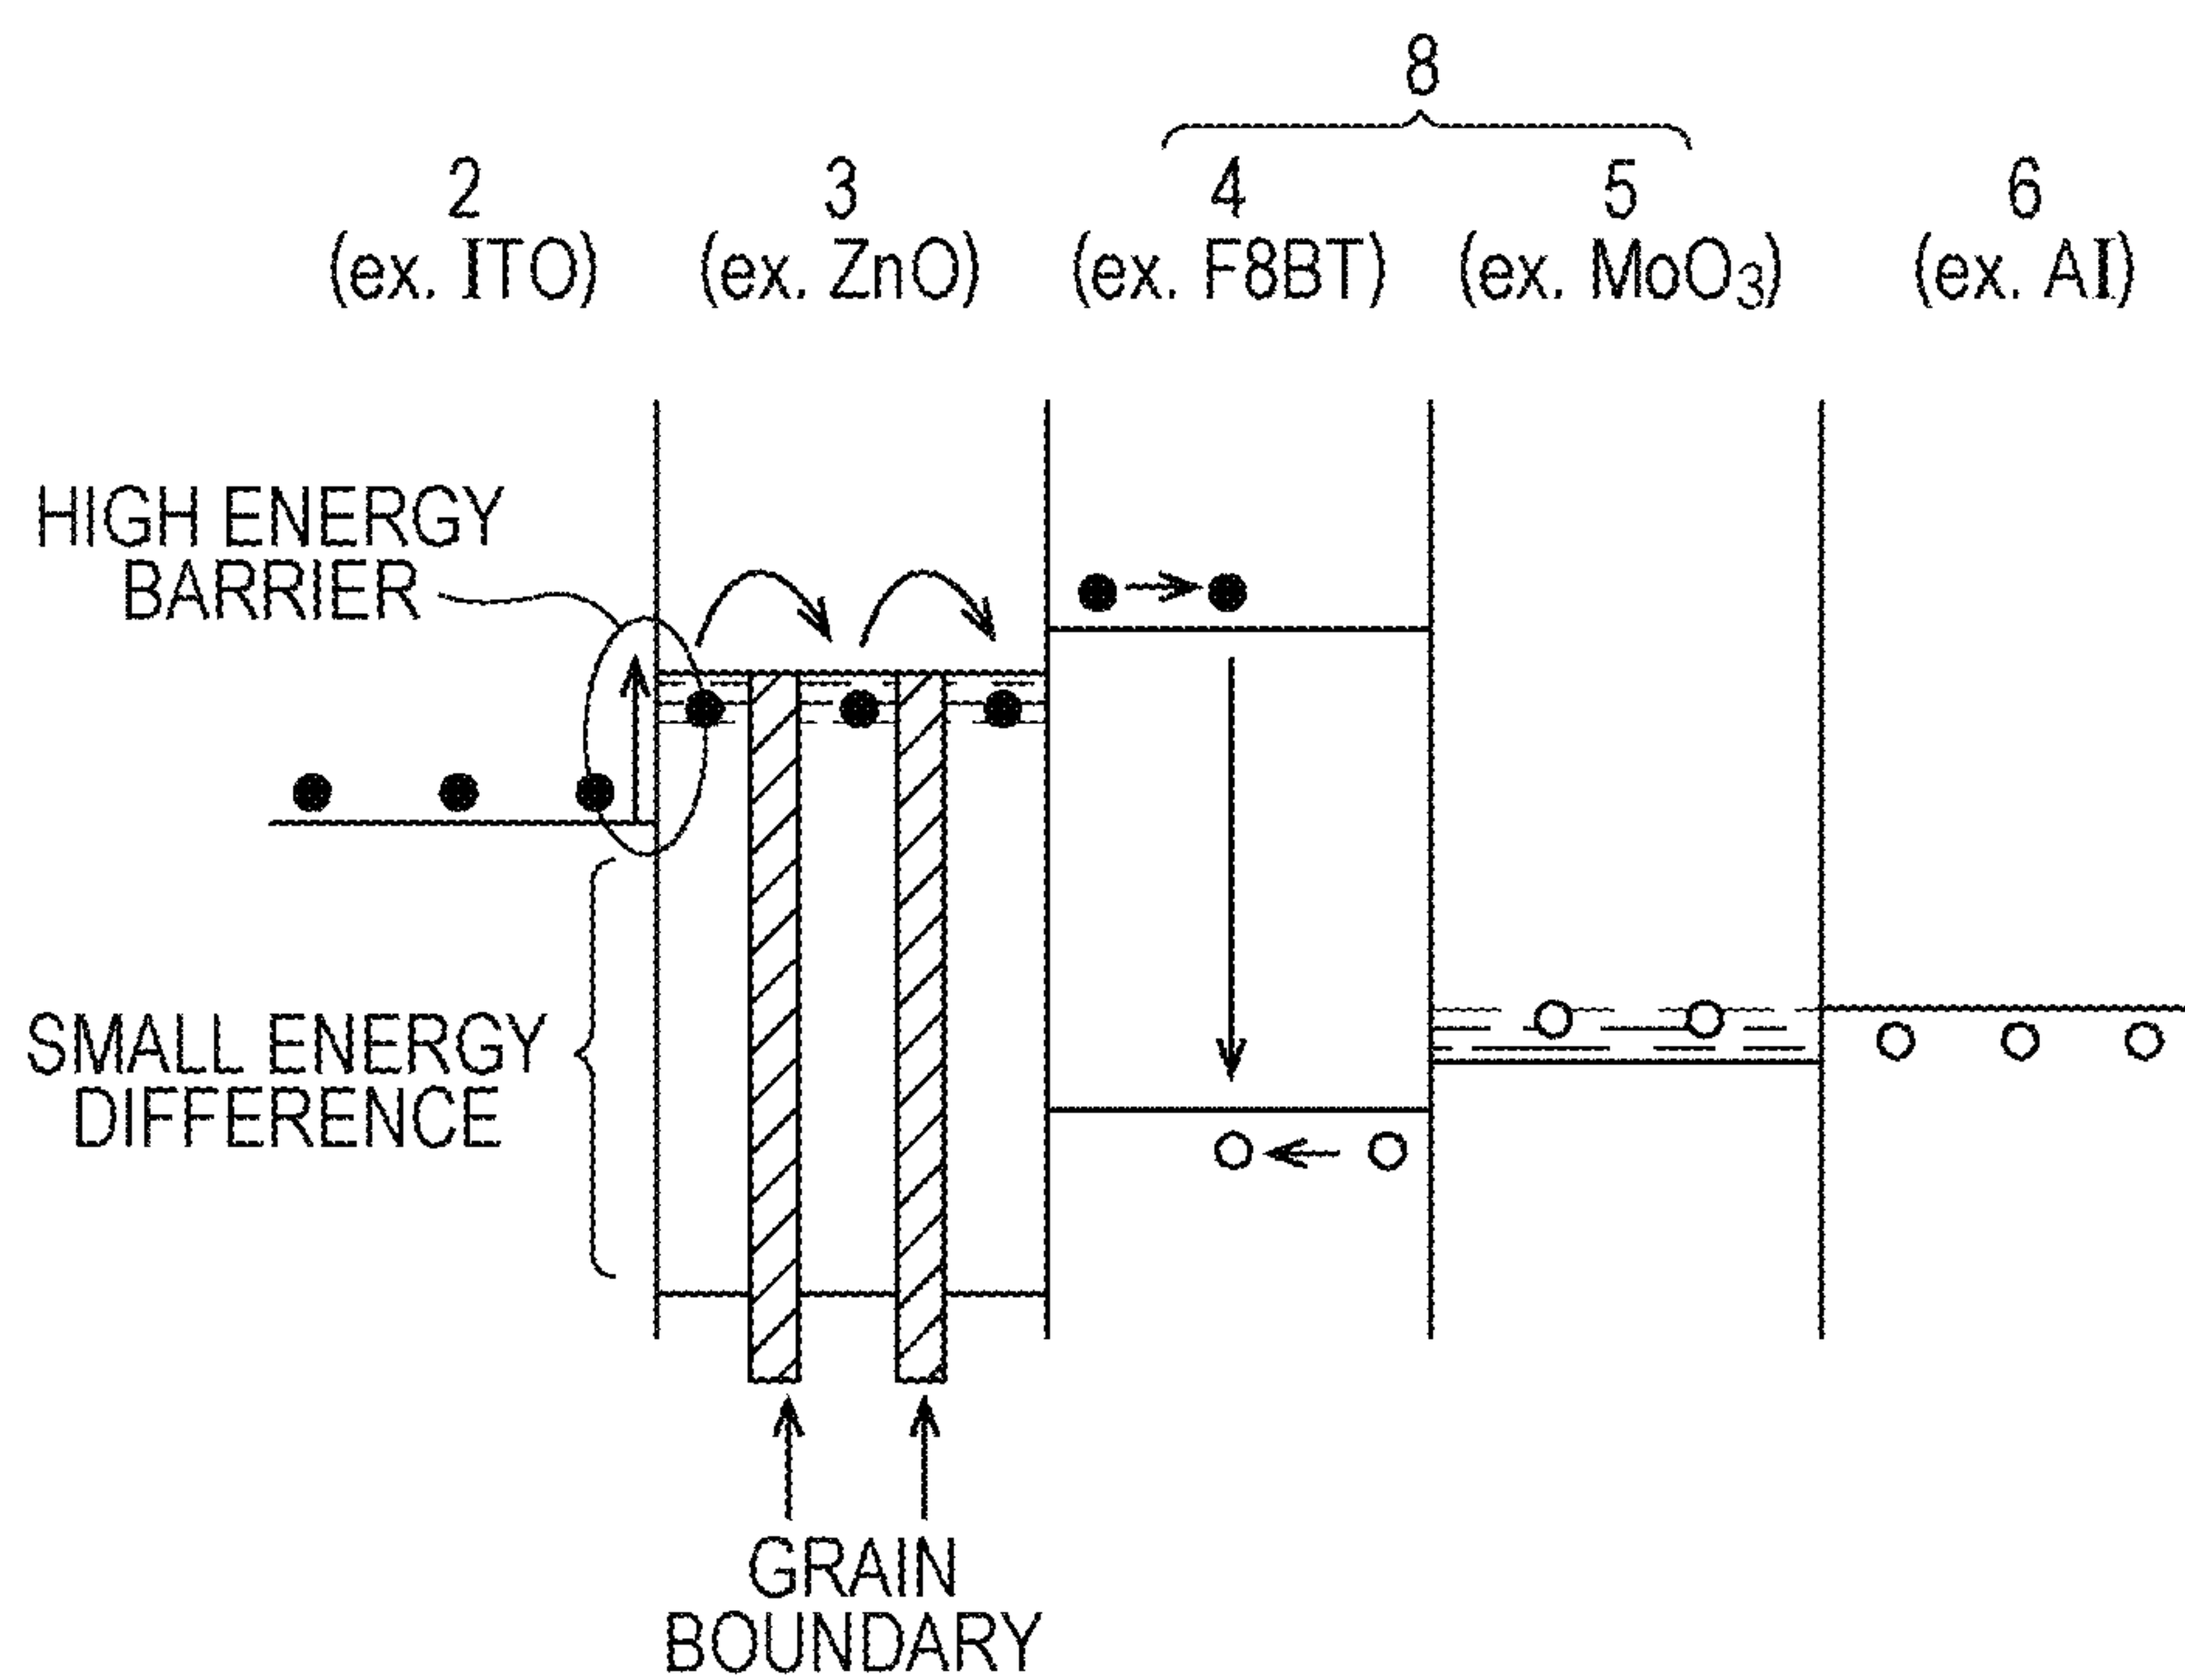 8
2 3 4 5 6
(ex. ITO) (ex. ZnO) (ex. F8BT) (ex. MoO₃) (ex. Al)
HIGH ENERGY
BARRIER
SMALL ENERGY
DIFFERENCE
GRAIN
BOUNDARY